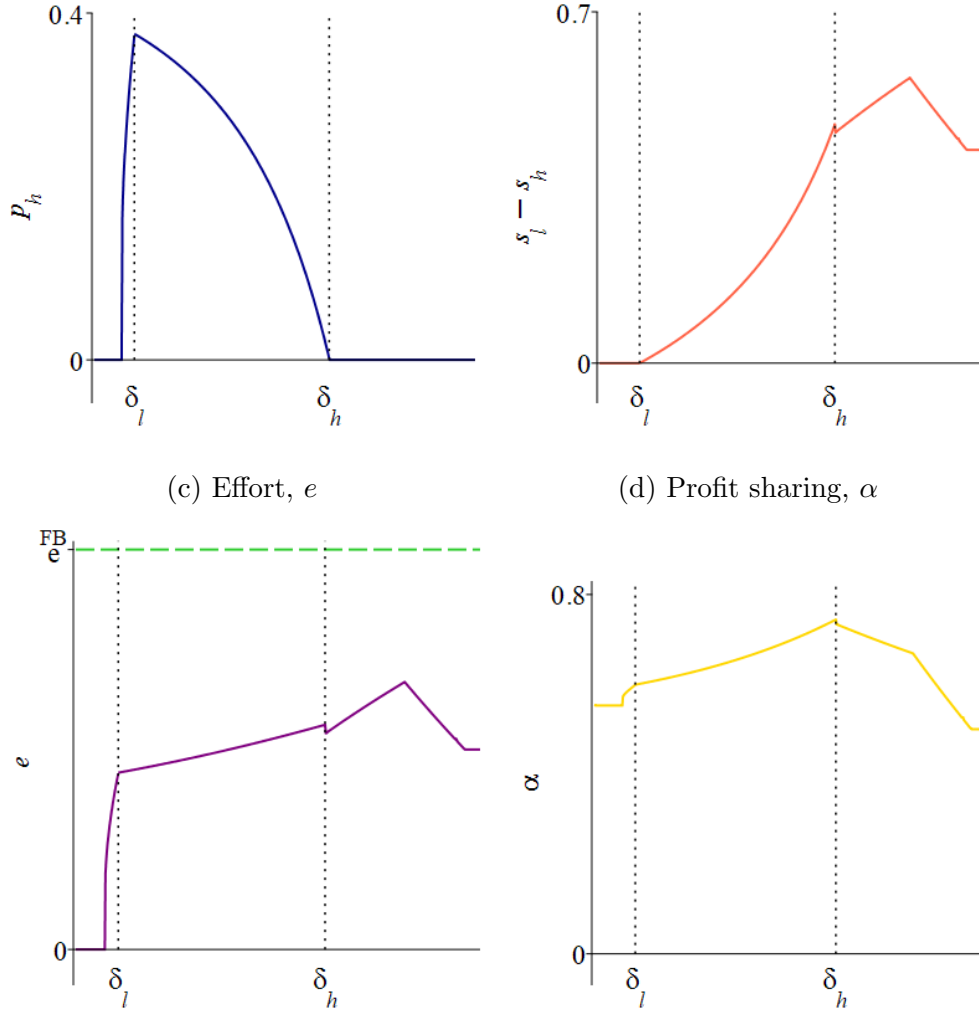 0.4
p_h
0
δ_l
δ_h
0.7
s_l − s_h
0
δ_l
δ_h
(c) Effort, e
(d) Profit sharing, α
e^FB
e
0
δ_l
δ_h
0.8
α
0
δ_l
δ_h